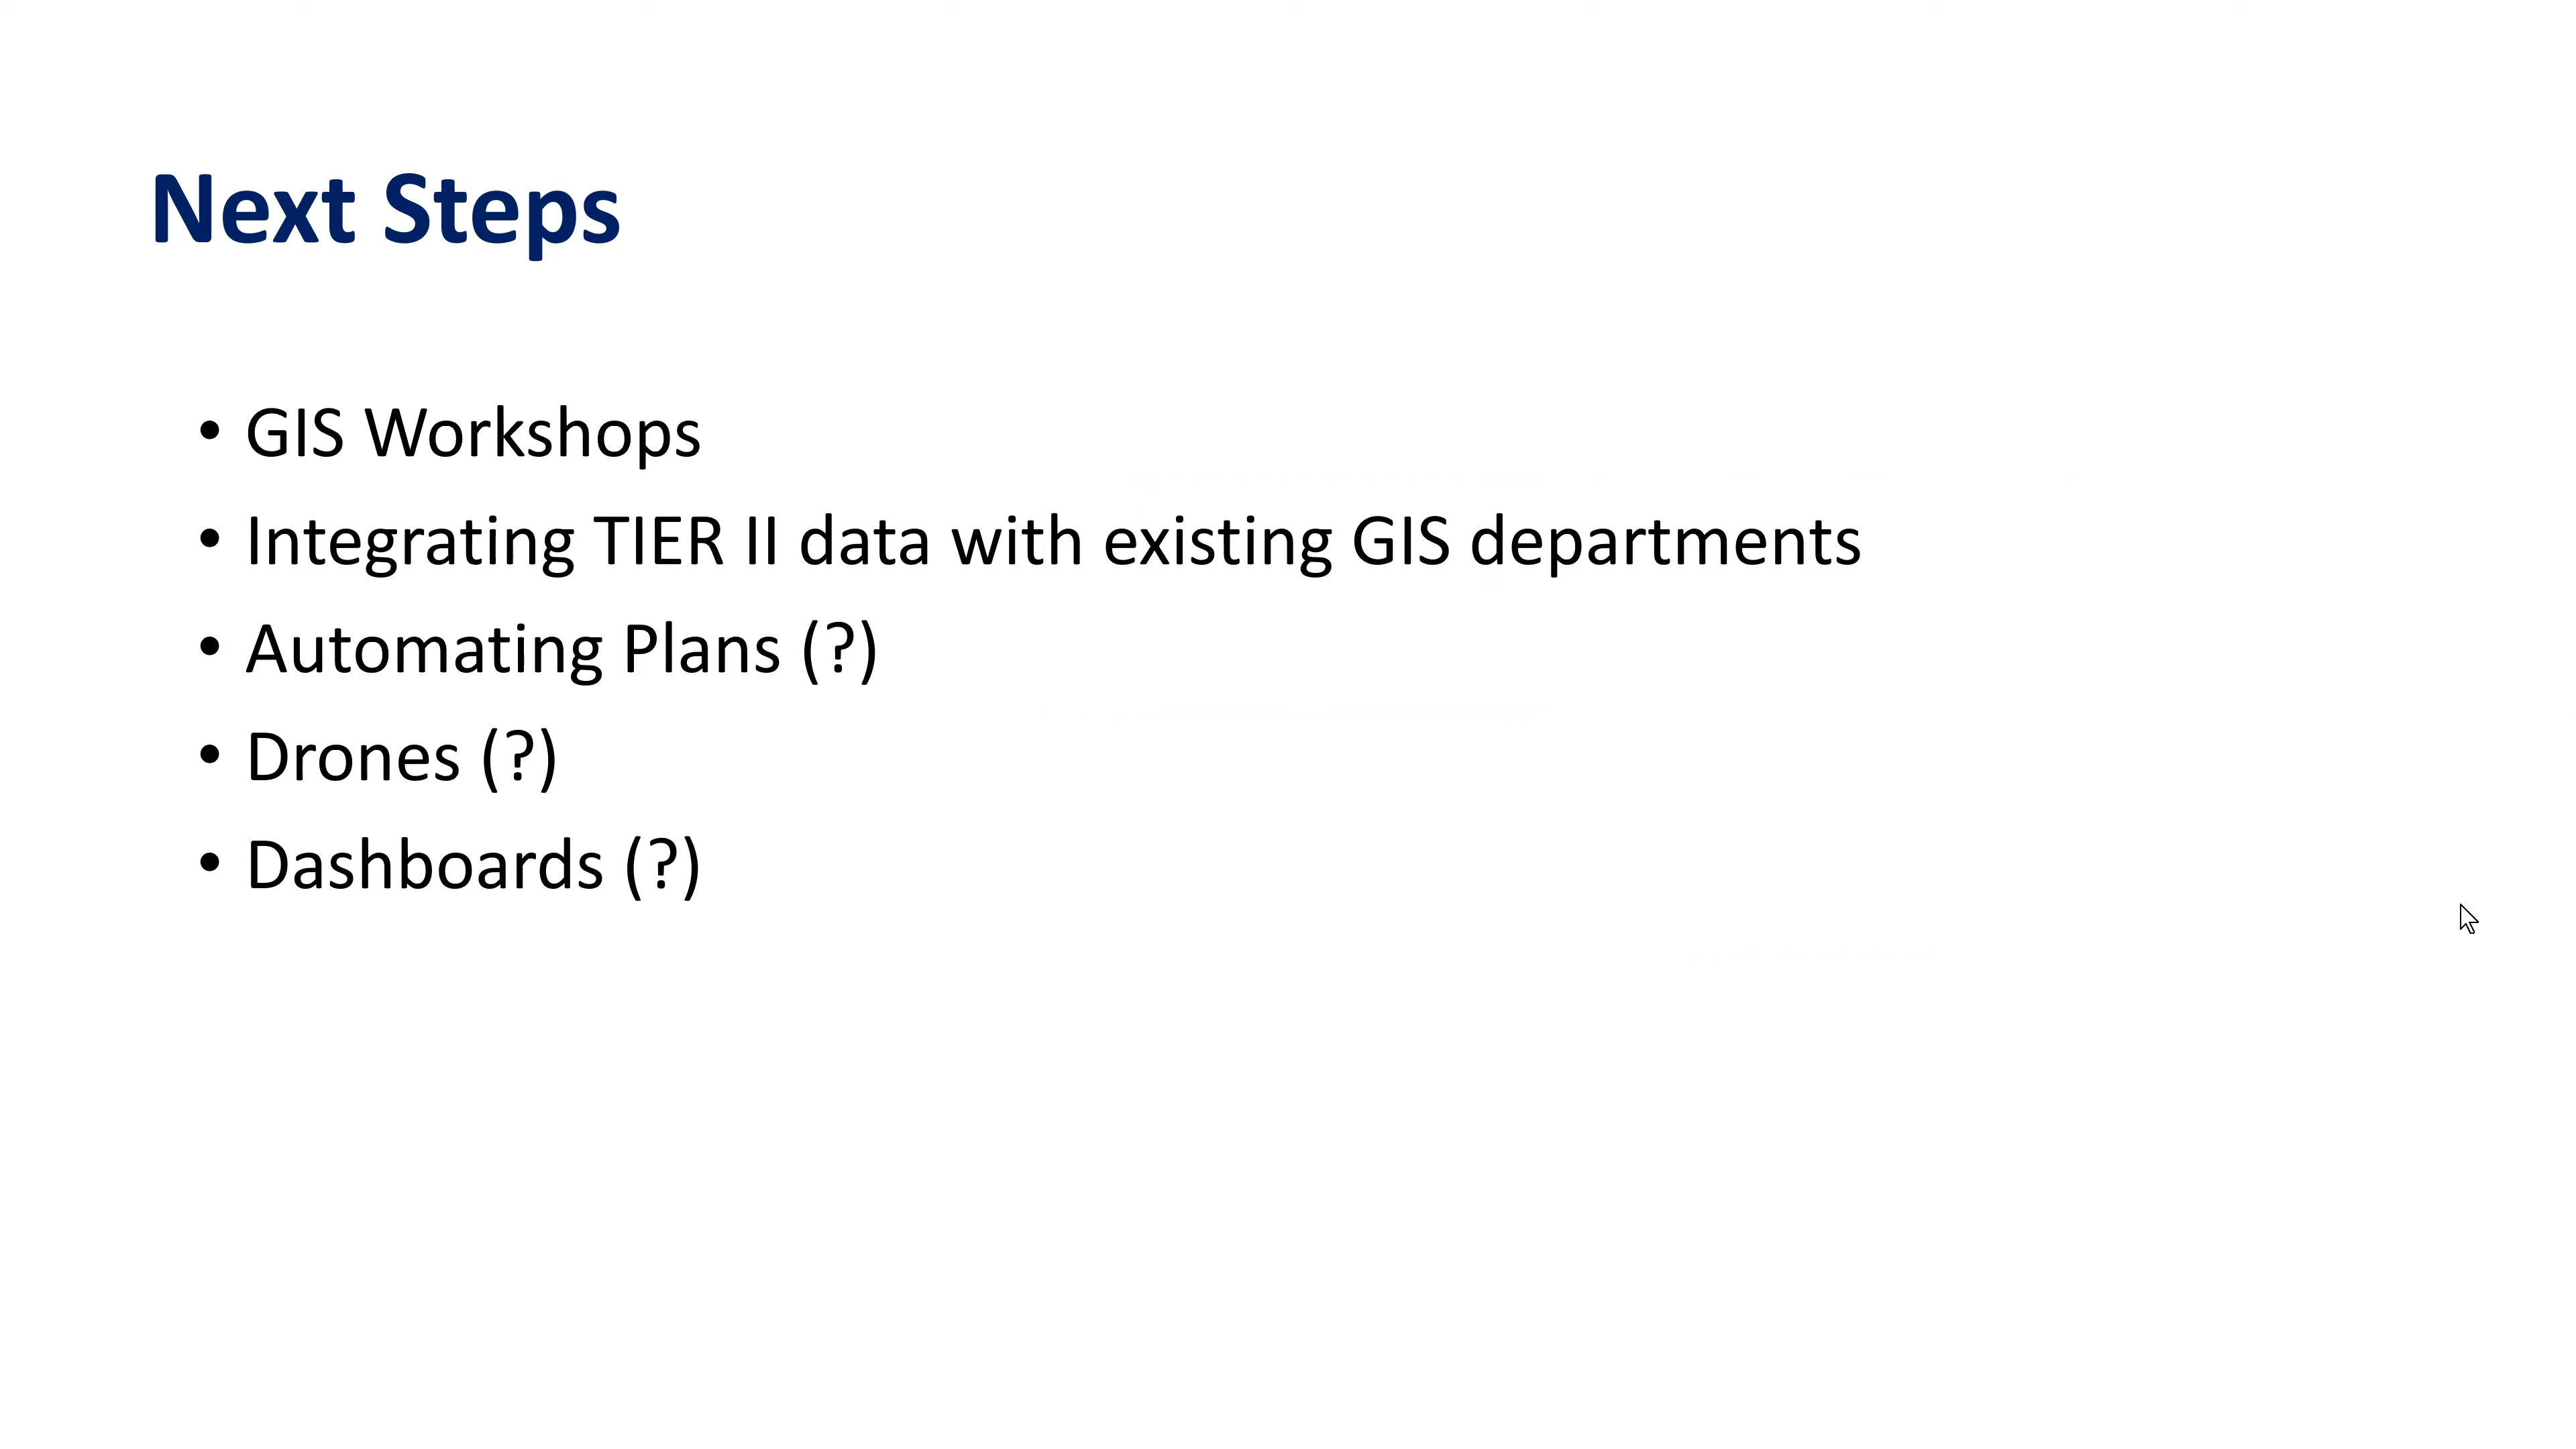 Next Steps
• GIS Workshops
• Integrating TIER II data with existing GIS departments
• Automating Plans (?)
• Drones (?)
• Dashboards (?)